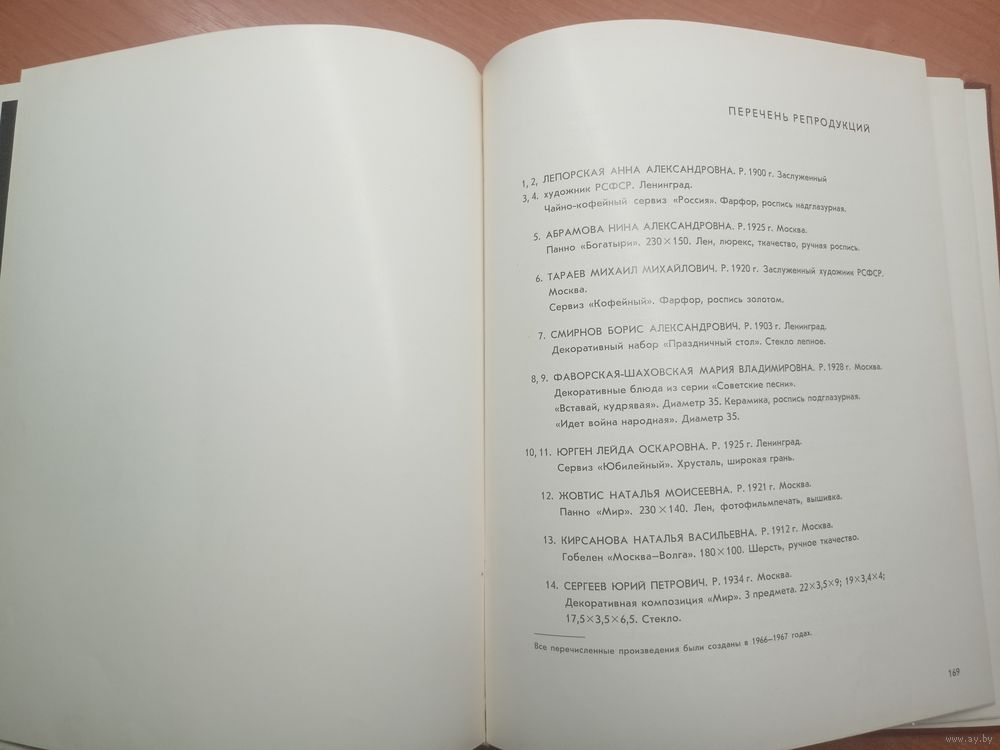 ПЕРЕЧЕНЬ РЕПРОДУКЦИЙ
1, 2, ЛЕПОРСКАЯ АННА АЛЕКСАНДРОВНА. Р. 1900 г. Заслуженный
3, 4. художник РСФСР. Ленинград.
Чайно-кофейный сервиз «Россия». Фарфор, роспись надглазурная.
5. АБРАМОВА НИНА АЛЕКСАНДРОВНА. Р. 1925 г. Москва.
Панно «Богатыри». 230×150. Лен, люрекс, ткачество, ручная роспись.
6. ТАРАЕВ МИХАИЛ МИХАЙЛОВИЧ. Р. 1920 г. Заслуженный художник РСФСР.
Москва.
Сервиз «Кофейный». Фарфор, роспись золотом.
7. СМИРНОВ БОРИС АЛЕКСАНДРОВИЧ. Р. 1903 г. Ленинград.
Декоративный набор «Праздничный стол». Стекло лепное.
8, 9. ФАВОРСКАЯ-ШАХОВСКАЯ МАРИЯ ВЛАДИМИРОВНА. Р. 1928 г. Москва.
Декоративные блюда из серии «Советские песни».
«Вставай, кудрявая». Диаметр 35. Керамика, роспись подглазурная.
«Идет война народная». Диаметр 35.
10, 11. ЮРГЕН ЛЕЙДА ОСКАРОВНА. Р. 1925 г. Ленинград.
Сервиз «Юбилейный». Хрусталь, широкая грань.
12. ЖОВТИС НАТАЛЬЯ МОИСЕЕВНА. Р. 1921 г. Москва.
Панно «Мир». 230×140. Лен, фотофильмпечать, вышивка.
13. КИРСАНОВА НАТАЛЬЯ ВАСИЛЬЕВНА. Р. 1912 г. Москва.
Гобелен «Москва–Волга». 180×100. Шерсть, ручное ткачество.
14. СЕРГЕЕВ ЮРИЙ ПЕТРОВИЧ. Р. 1934 г. Москва.
Декоративная композиция «Мир». 3 предмета. 22×3,5×9; 19×3,4×4;
17,5×3,5×6,5. Стекло.
Все перечисленные произведения были созданы в 1966–1967 годах.
169
www.ay.by